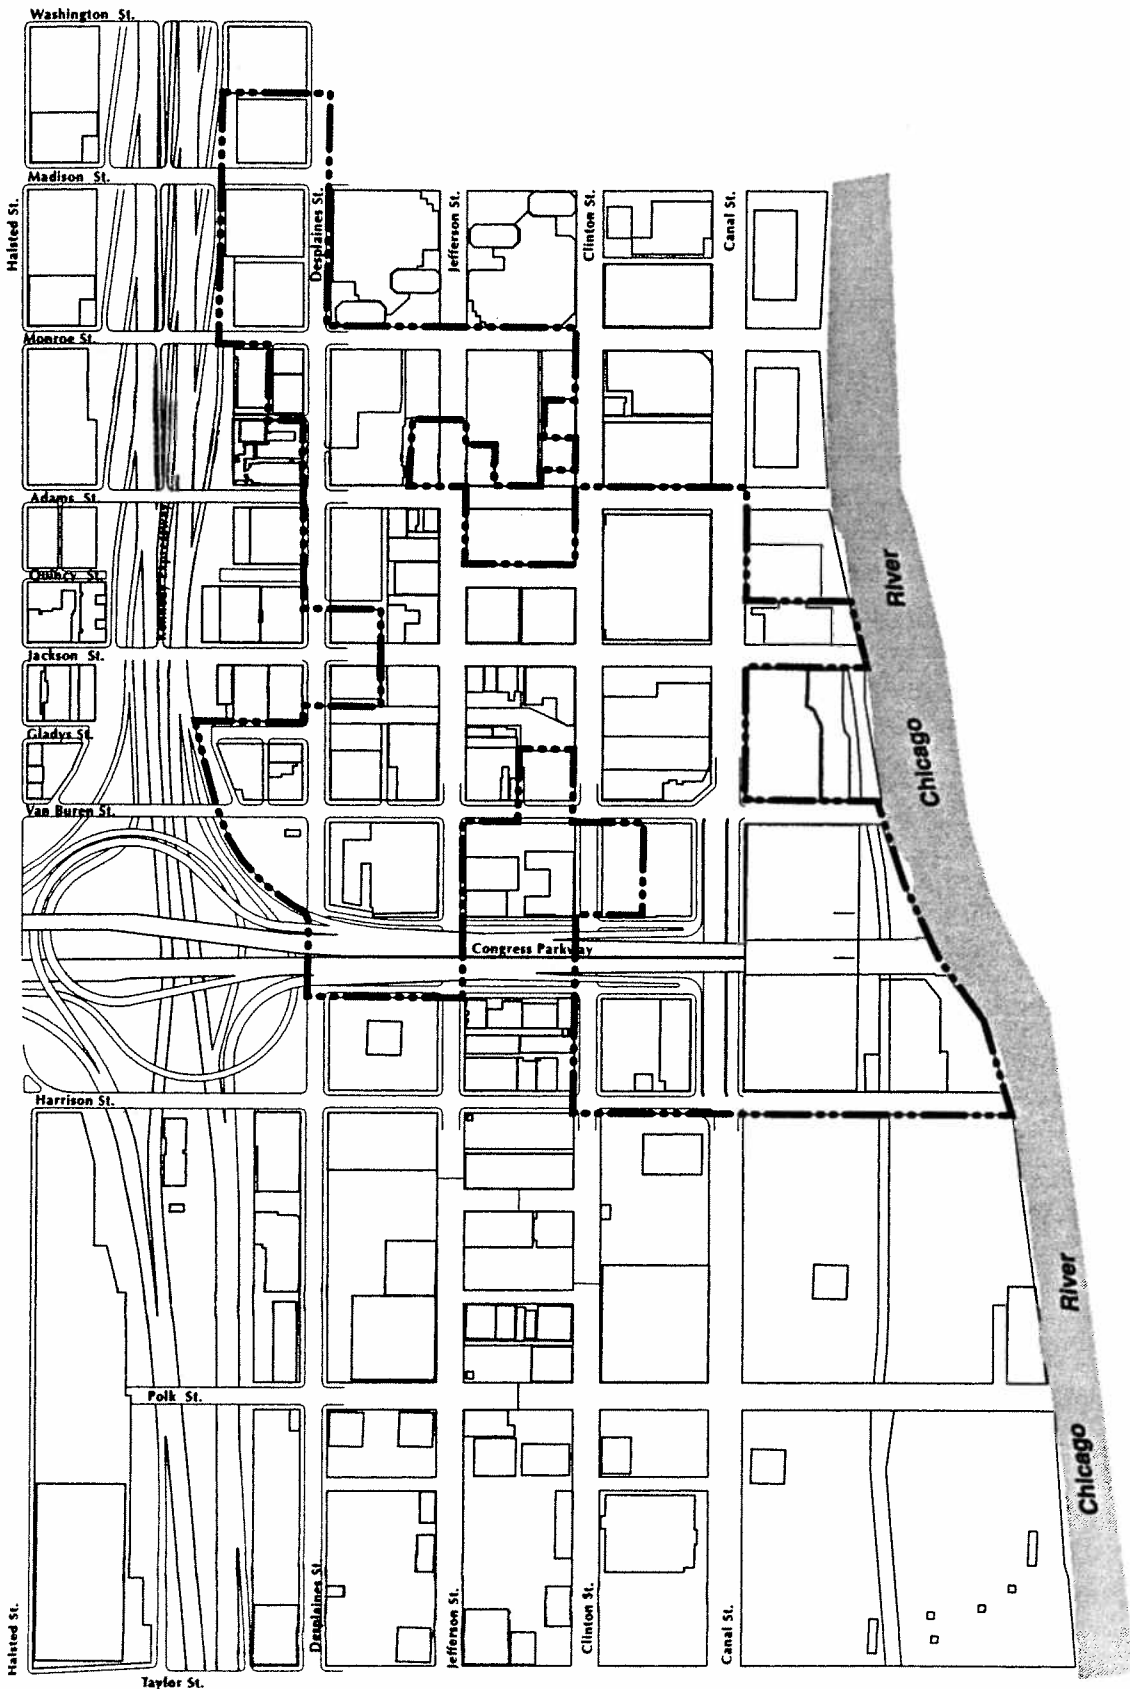 Washington St.
Madison St.
Halsted St.
Desplaines St.
Jefferson St.
Clinton St.
Canal St.
Monroe St.
Adams St.
Kennedy Expressway
Quincy St.
River
Jackson St.
Gladys St.
Chicago
Van Buren St.
Congress Parkway
Harrison St.
River
Polk St.
Chicago
Halsted St.
Desplaines St
Jefferson St.
Clinton St.
Canal St.
Taylor St.